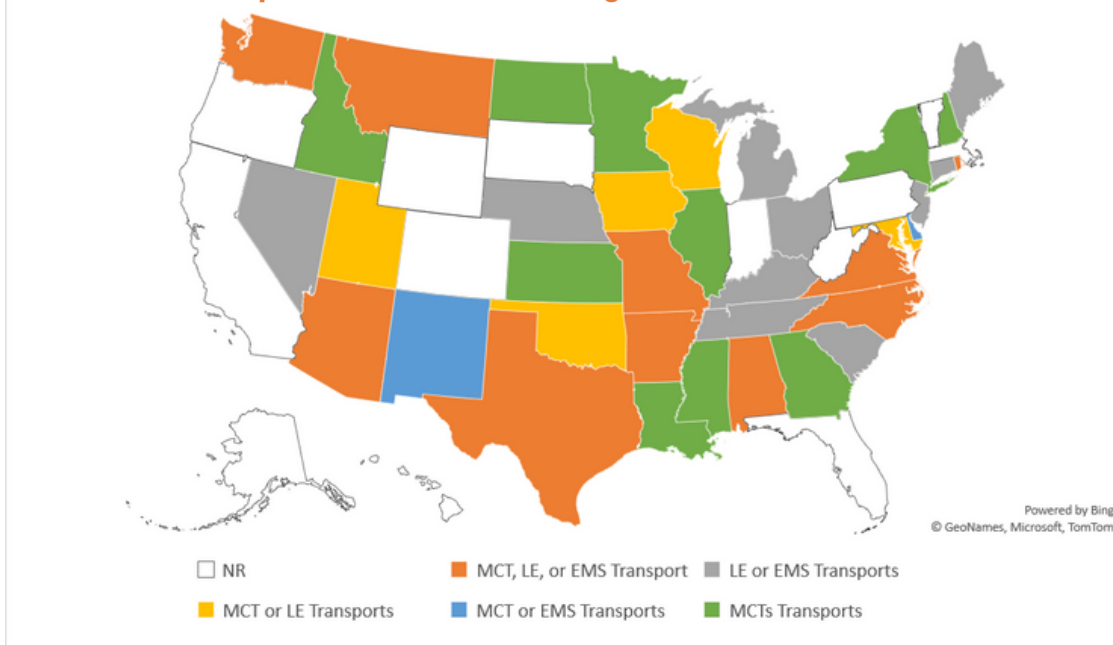 Powered by Bing
© GeoNames, Microsoft, TomTom
NR
MCT, LE, or EMS Transport
LE or EMS Transports
MCT or LE Transports
MCT or EMS Transports
MCTs Transports